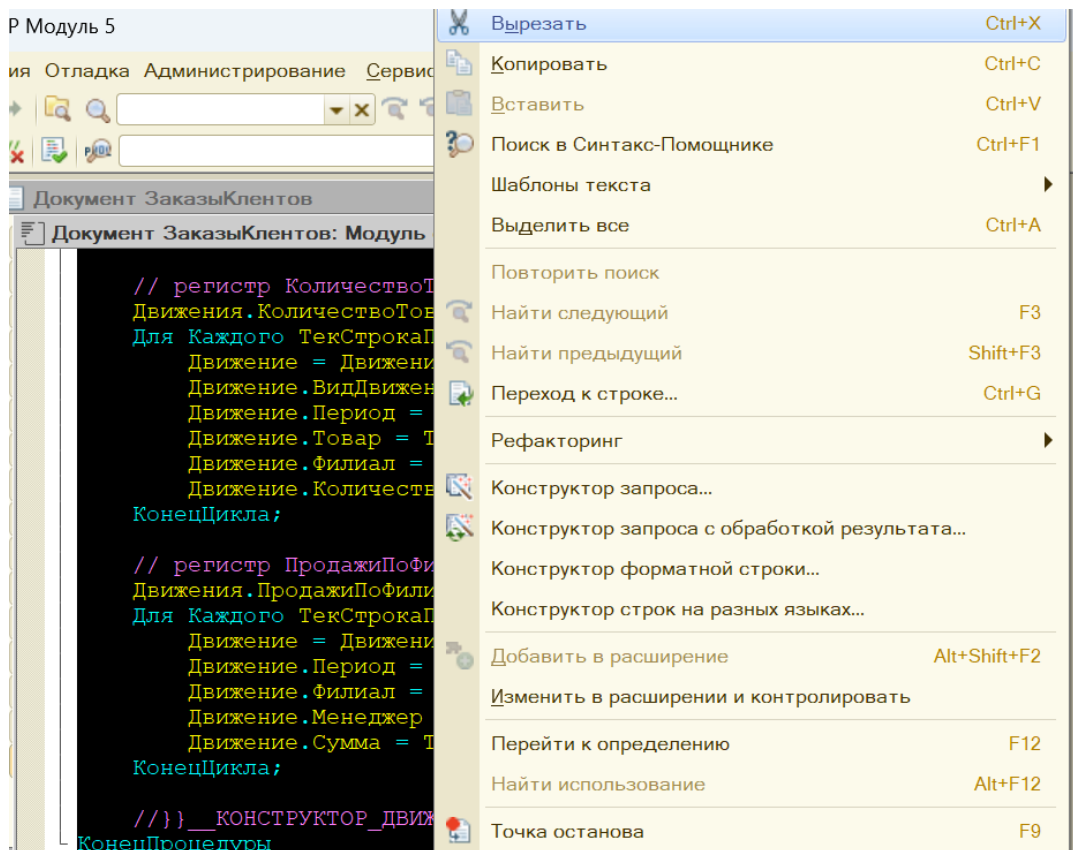 Р Модуль 5
ия Отладка Администрирование Сервис
Документ ЗаказыКлентов
Документ ЗаказыКлентов: Модуль
// регистр КоличествоТ
Движения.КоличествоТов
Для Каждого ТекСтрокаП
Движение = Движени
Движение.ВидДвижен
Движение.Период =
Движение.Товар = Т
Движение.Филиал =
Движение.Количеств
КонецЦикла;
// регистр ПродажиПоФи
Движения.ПродажиПоФили
Для Каждого ТекСтрокаП
Движение = Движени
Движение.Период =
Движение.Филиал =
Движение.Менеджер
Движение.Сумма = Т
КонецЦикла;
//}}__КОНСТРУКТОР_ДВИЖ
КонецПроцедуры
Вырезать Ctrl+X
Копировать Ctrl+C
Вставить Ctrl+V
Поиск в Синтакс-Помощнике Ctrl+F1
Шаблоны текста
Выделить все Ctrl+A
Повторить поиск
Найти следующий F3
Найти предыдущий Shift+F3
Переход к строке... Ctrl+G
Рефакторинг
Конструктор запроса...
Конструктор запроса с обработкой результата...
Конструктор форматной строки...
Конструктор строк на разных языках...
Добавить в расширение Alt+Shift+F2
Изменить в расширении и контролировать
Перейти к определению F12
Найти использование Alt+F12
Точка останова F9